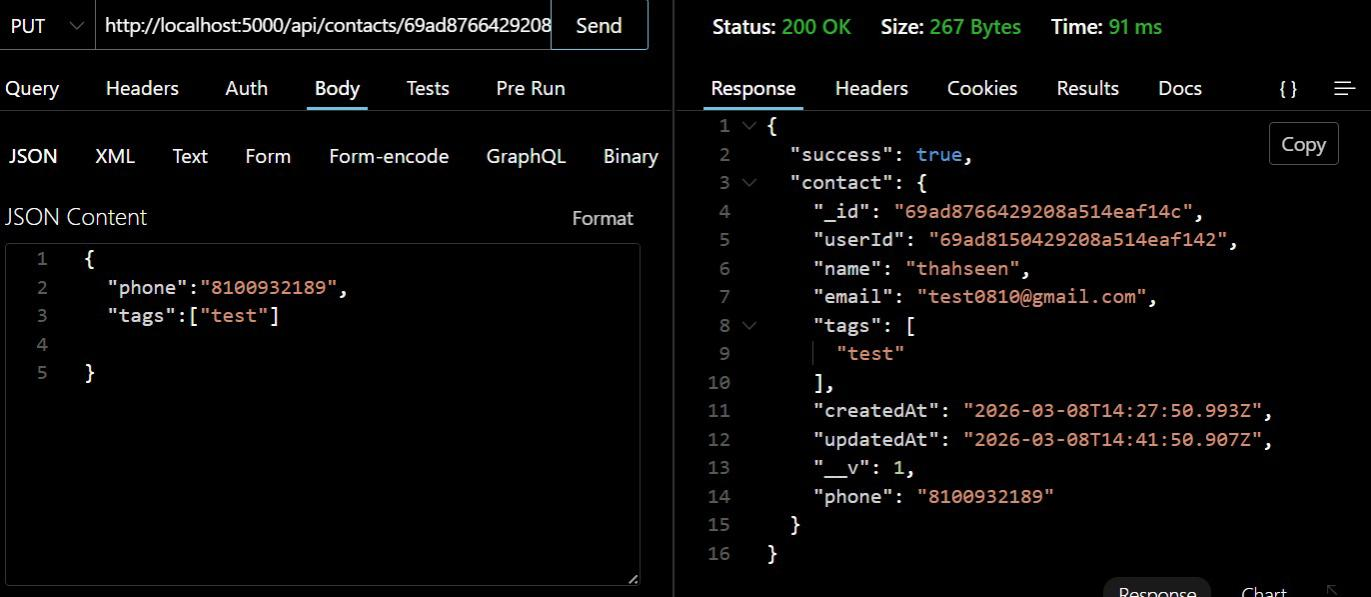 PUT
http://localhost:5000/api/contacts/69ad8766429208
Send
Query Headers Auth Body Tests Pre Run
JSON XML Text Form Form-encode GraphQL Binary
JSON Content Format
1 {
2 "phone":"8100932189",
3 "tags":["test"]
4
5 }
Status: 200 OK Size: 267 Bytes Time: 91 ms
Response Headers Cookies Results Docs {}
Copy
1 {
2 "success": true,
3 "contact": {
4 "_id": "69ad8766429208a514eaf14c",
5 "userId": "69ad8150429208a514eaf142",
6 "name": "thahseen",
7 "email": "test0810@gmail.com",
8 "tags": [
9 "test"
10 ],
11 "createdAt": "2026-03-08T14:27:50.993Z",
12 "updatedAt": "2026-03-08T14:41:50.907Z",
13 "__v": 1,
14 "phone": "8100932189"
15 }
16 }
Response Chart